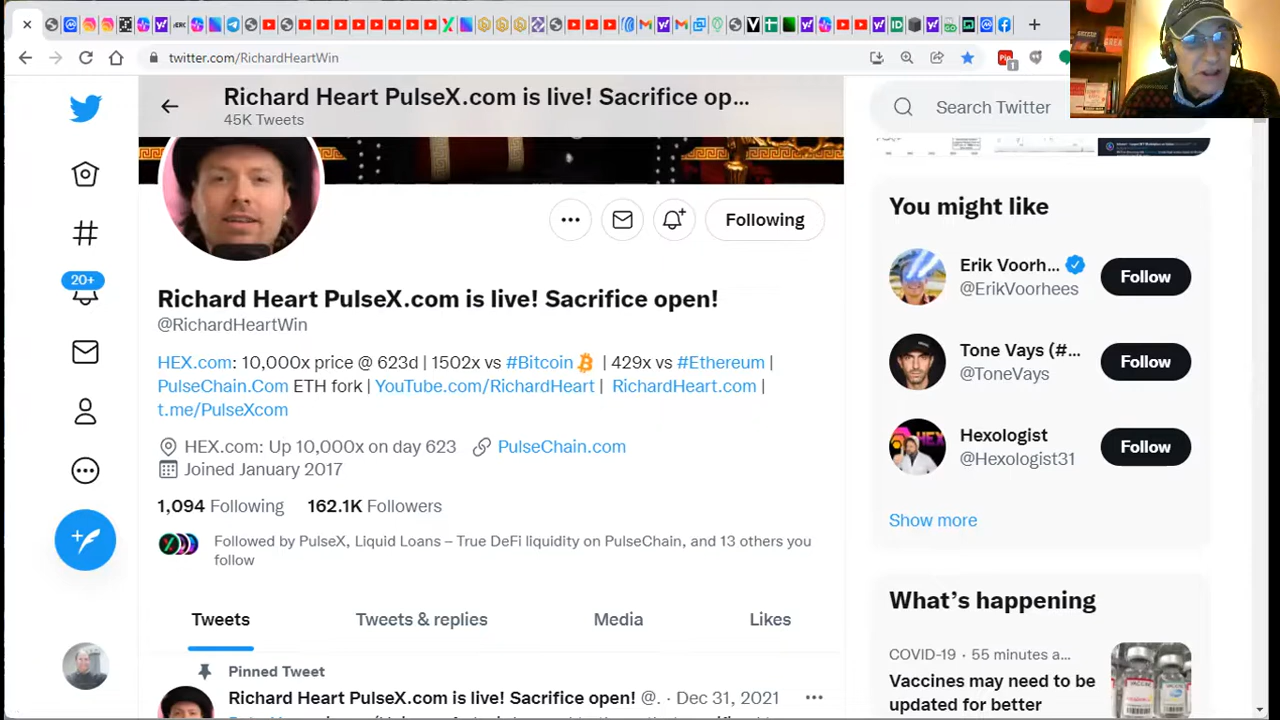 twitter.com/RichardHeartWin
Richard Heart PulseX.com is live! Sacrifice op...
45K Tweets
Search Twitter
Following
20+
Richard Heart PulseX.com is live! Sacrifice open!
@RichardHeartWin
HEX.com: 10,000x price @ 623d | 1502x vs #Bitcoin | 429x vs #Ethereum |
PulseChain.Com ETH fork | YouTube.com/RichardHeart | RichardHeart.com |
t.me/PulseXcom
HEX.com: Up 10,000x on day 623 PulseChain.com
Joined January 2017
1,094 Following 162.1K Followers
Followed by PulseX, Liquid Loans – True DeFi liquidity on PulseChain, and 13 others you
follow
Tweets Tweets & replies Media Likes
Pinned Tweet
Richard Heart PulseX.com is live! Sacrifice open! @. · Dec 31, 2021
You might like
Erik Voorh...
@ErikVoorhees
Follow
Tone Vays (#...
@ToneVays
Follow
HEX
Hexologist
@Hexologist31
Follow
Show more
What's happening
COVID-19 · 55 minutes a...
Vaccines may need to be
updated for better